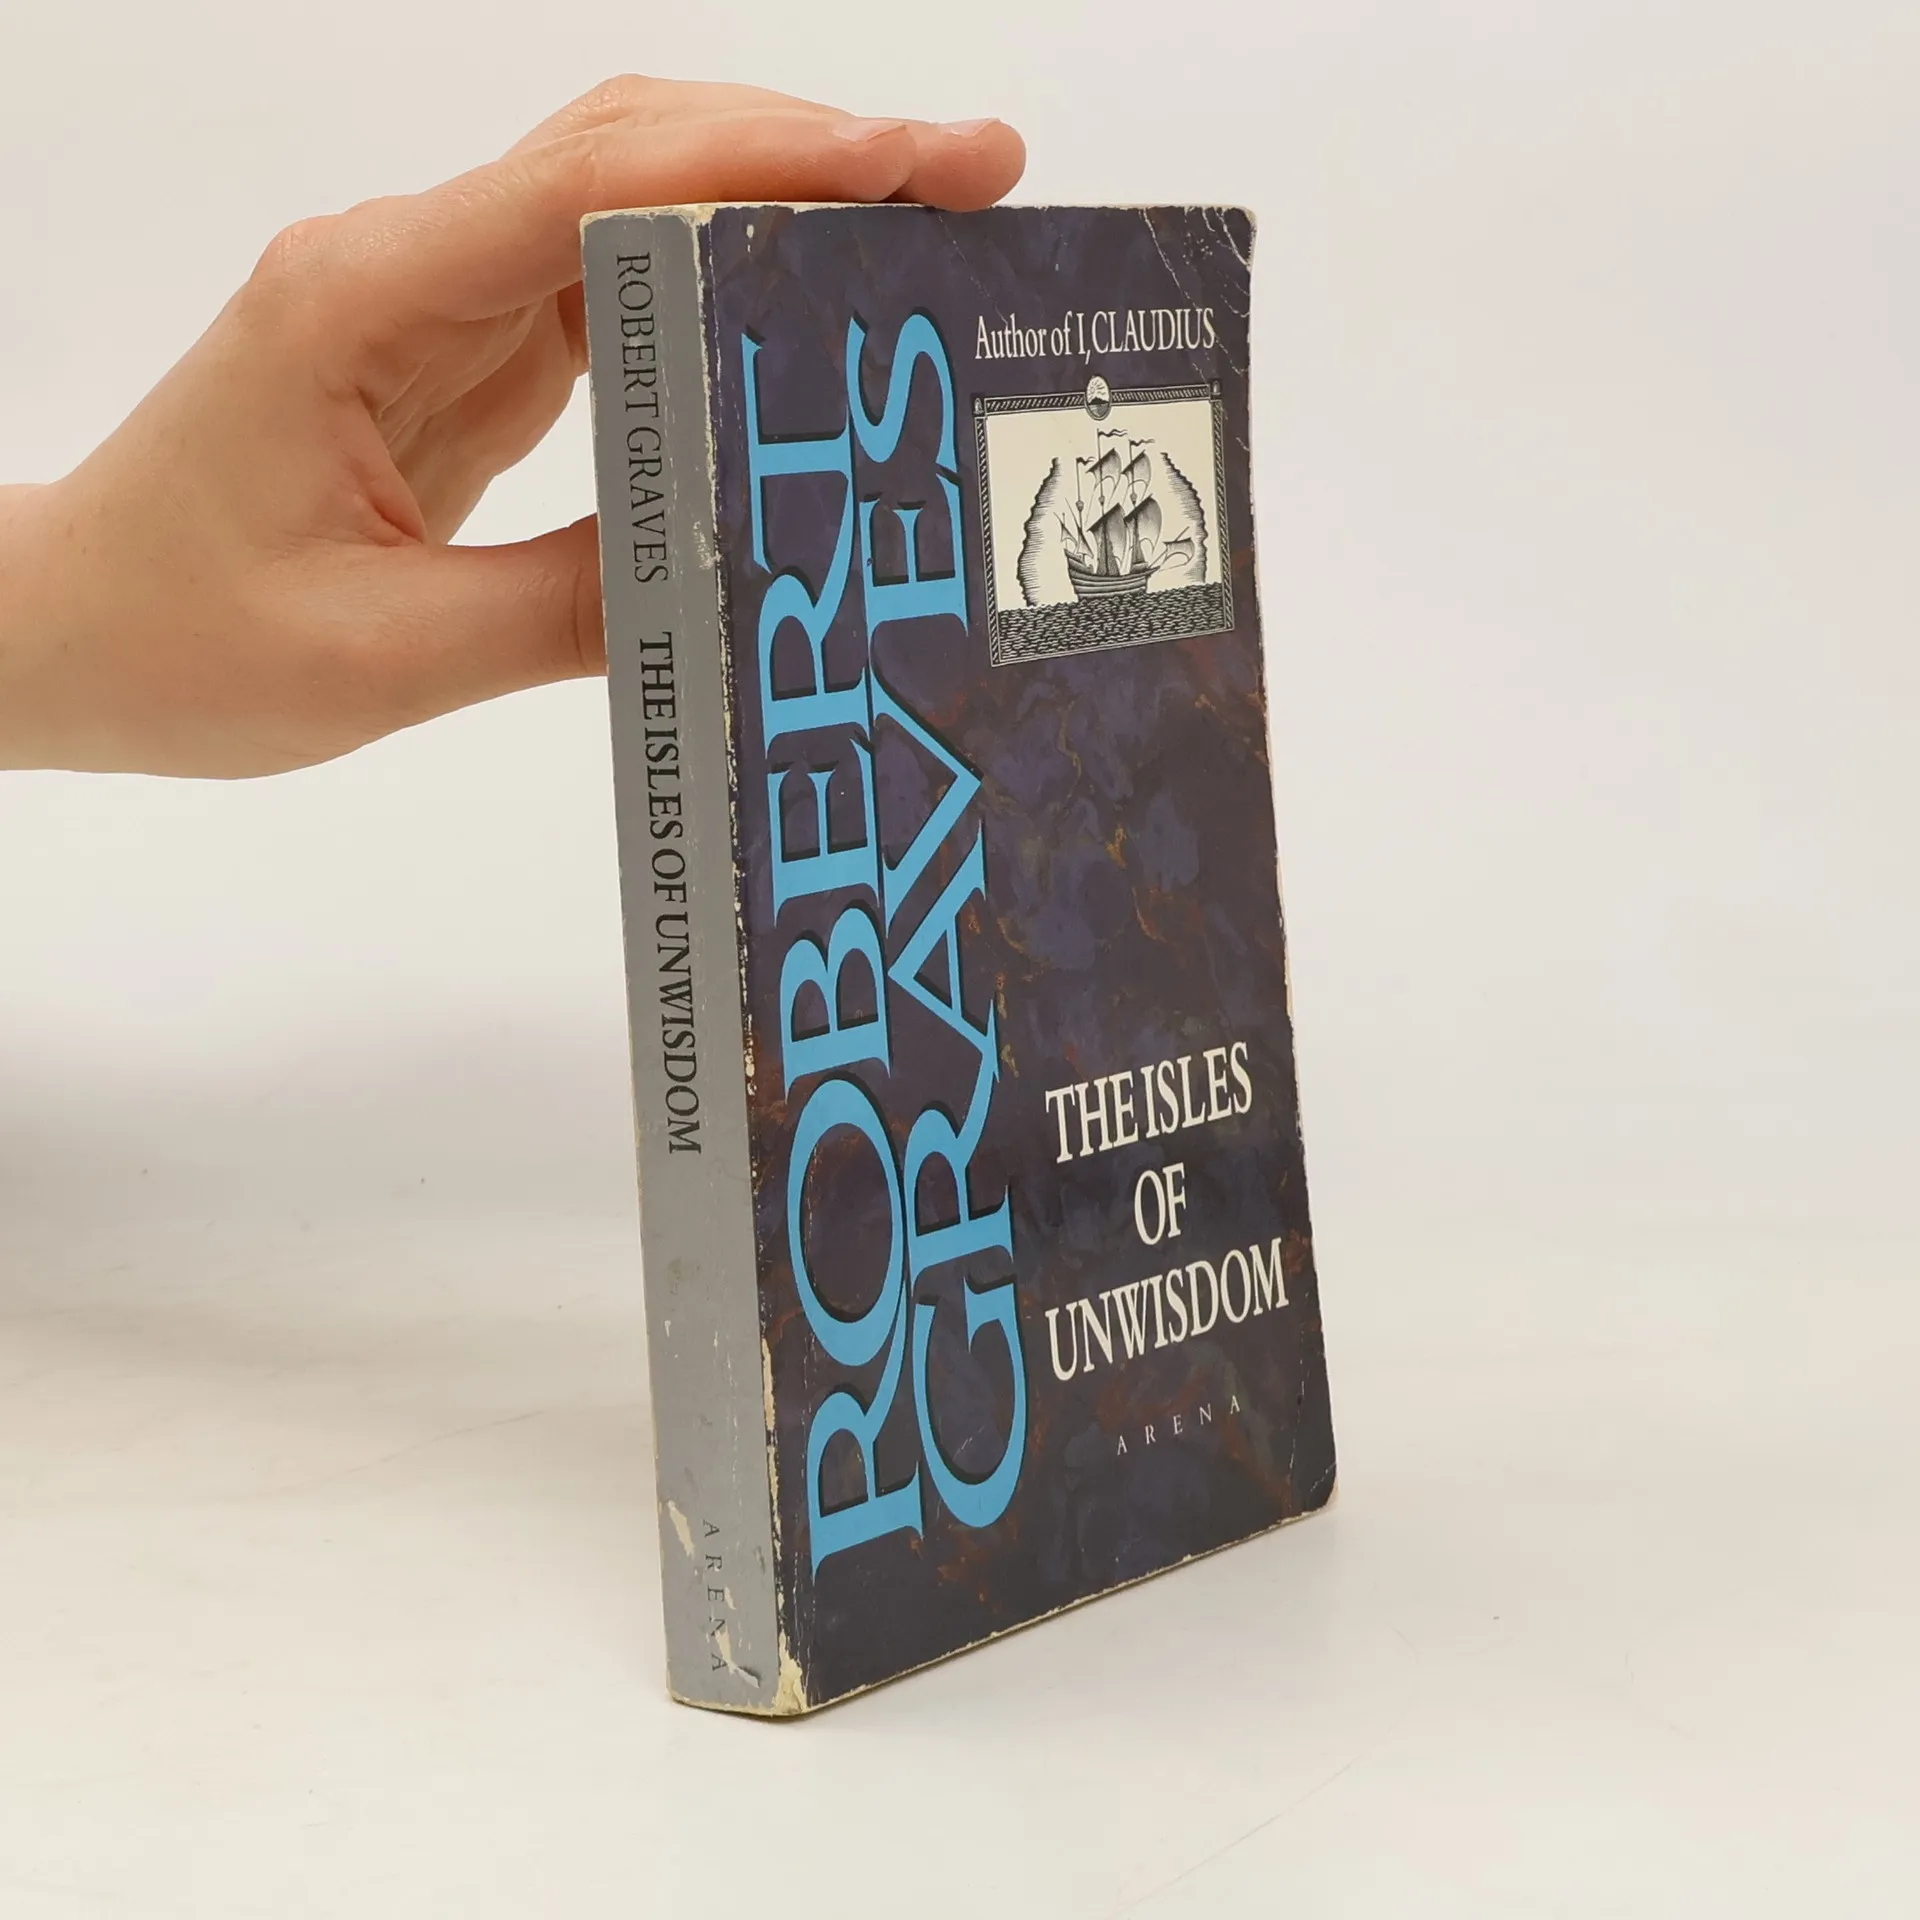 ROBERT GRAVES THE ISLES OF UNWISDOM ARENA
ROBERT
GRAVES
Author of I, CLAUDIUS
THE ISLES
OF
UNWISDOM
ARENA